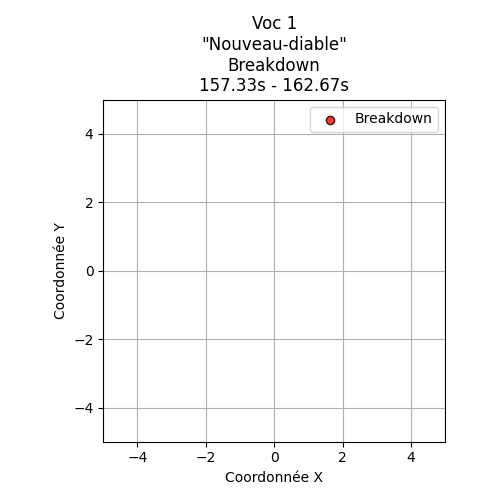 Voc 1
"Nouveau-diable"
Breakdown
157.33s - 162.67s
Breakdown
4
2
0
−2
−4
Coordonnée Y
−4 −2 0 2 4
Coordonnée X